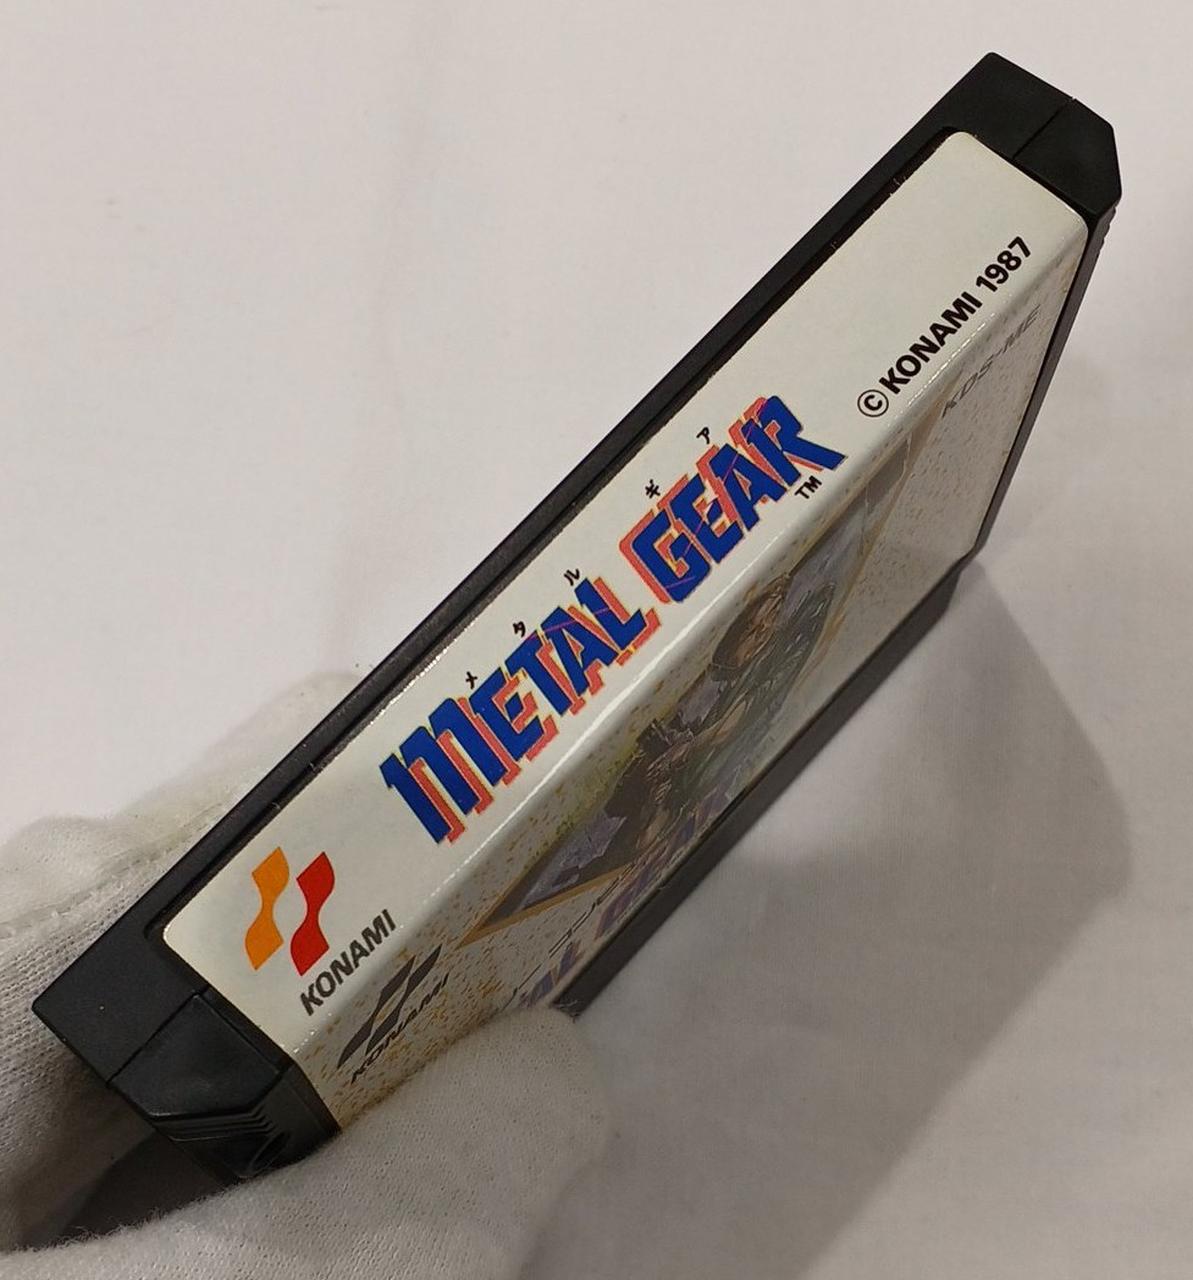 KONAMI
メタルギア
METAL GEAR
TM
© KONAMI 1987
KONAMI
KDS-ME